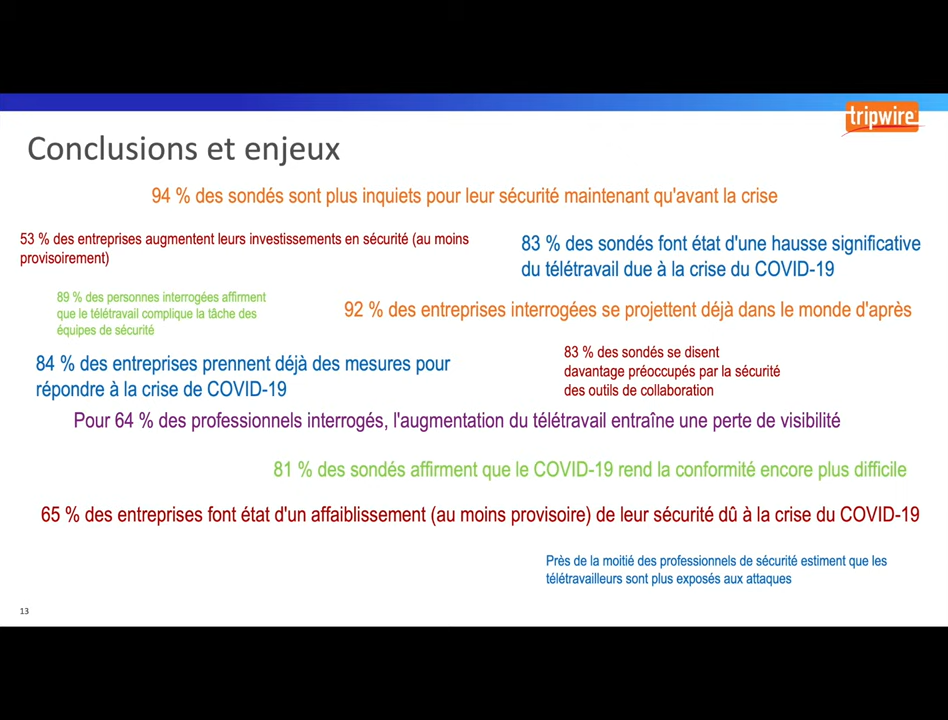 tripwire
Conclusions et enjeux
94 % des sondés sont plus inquiets pour leur sécurité maintenant qu'avant la crise
53 % des entreprises augmentent leurs investissements en sécurité (au moins
provisoirement)
83 % des sondés font état d'une hausse significative
du télétravail due à la crise du COVID-19
89 % des personnes interrogées affirment
que le télétravail complique la tâche des
équipes de sécurité
92 % des entreprises interrogées se projettent déjà dans le monde d'après
84 % des entreprises prennent déjà des mesures pour
répondre à la crise de COVID-19
83 % des sondés se disent
davantage préoccupés par la sécurité
des outils de collaboration
Pour 64 % des professionnels interrogés, l'augmentation du télétravail entraîne une perte de visibilité
81 % des sondés affirment que le COVID-19 rend la conformité encore plus difficile
65 % des entreprises font état d'un affaiblissement (au moins provisoire) de leur sécurité dû à la crise du COVID-19
Près de la moitié des professionnels de sécurité estiment que les
télétravailleurs sont plus exposés aux attaques
13